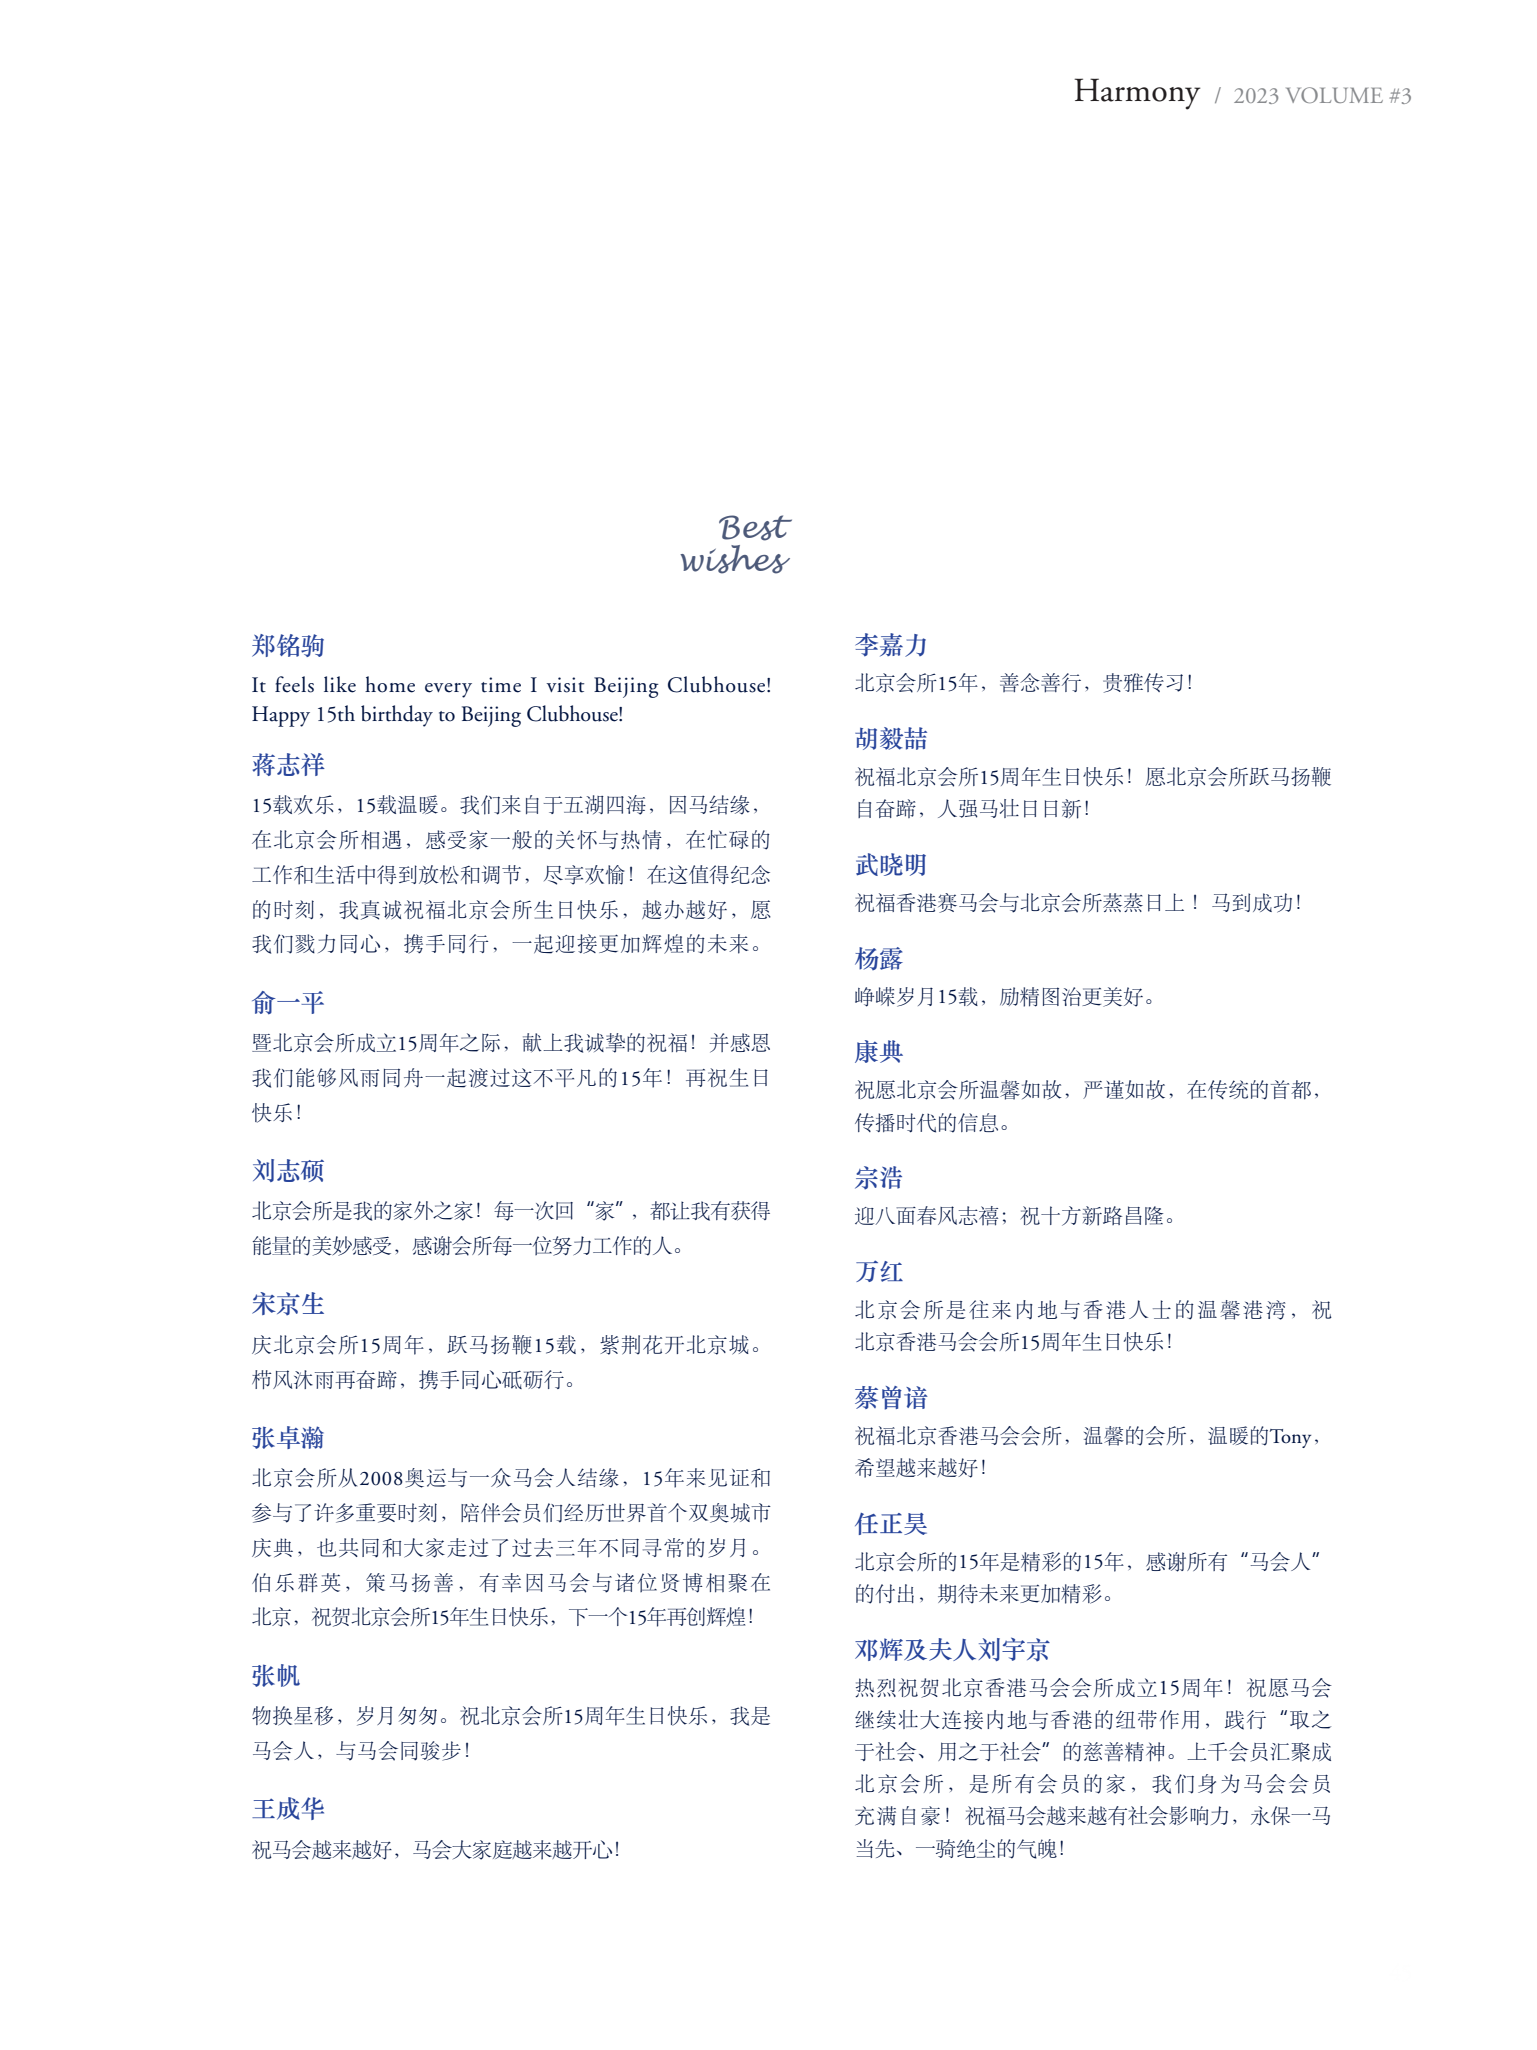 Harmony / 2023 VOLUME #3
Best
wishes
郑铭驹
It feels like home every time I visit Beijing Clubhouse!
Happy 15th birthday to Beijing Clubhouse!
蒋志祥
15载欢乐，15载温暖。我们来自于五湖四海，因马结缘，
在北京会所相遇，感受家一般的关怀与热情，在忙碌的
工作和生活中得到放松和调节，尽享欢愉！在这值得纪念
的时刻，我真诚祝福北京会所生日快乐，越办越好，愿
我们戮力同心，携手同行，一起迎接更加辉煌的未来。
俞一平
暨北京会所成立15周年之际，献上我诚挚的祝福！并感恩
我们能够风雨同舟一起渡过这不平凡的15年！再祝生日
快乐！
刘志硕
北京会所是我的家外之家！每一次回“家”，都让我有获得
能量的美妙感受，感谢会所每一位努力工作的人。
宋京生
庆北京会所15周年，跃马扬鞭15载，紫荆花开北京城。
栉风沐雨再奋蹄，携手同心砥砺行。
张卓瀚
北京会所从2008奥运与一众马会人结缘，15年来见证和
参与了许多重要时刻，陪伴会员们经历世界首个双奥城市
庆典，也共同和大家走过了过去三年不同寻常的岁月。
伯乐群英，策马扬善，有幸因马会与诸位贤博相聚在
北京，祝贺北京会所15年生日快乐，下一个15年再创辉煌！
张帆
物换星移，岁月匆匆。祝北京会所15周年生日快乐，我是
马会人，与马会同骏步！
王成华
祝马会越来越好，马会大家庭越来越开心！
李嘉力
北京会所15年，善念善行，贵雅传习！
胡毅喆
祝福北京会所15周年生日快乐！愿北京会所跃马扬鞭
自奋蹄，人强马壮日日新！
武晓明
祝福香港赛马会与北京会所蒸蒸日上！马到成功！
杨露
峥嵘岁月15载，励精图治更美好。
康典
祝愿北京会所温馨如故，严谨如故，在传统的首都，
传播时代的信息。
宗浩
迎八面春风志禧；祝十方新路昌隆。
万红
北京会所是往来内地与香港人士的温馨港湾，祝
北京香港马会会所15周年生日快乐！
蔡曾谙
祝福北京香港马会会所，温馨的会所，温暖的Tony，
希望越来越好！
任正昊
北京会所的15年是精彩的15年，感谢所有“马会人”
的付出，期待未来更加精彩。
邓辉及夫人刘宇京
热烈祝贺北京香港马会会所成立15周年！祝愿马会
继续壮大连接内地与香港的纽带作用，践行“取之
于社会、用之于社会”的慈善精神。上千会员汇聚成
北京会所，是所有会员的家，我们身为马会会员
充满自豪！祝福马会越来越有社会影响力，永保一马
当先、一骑绝尘的气魄！